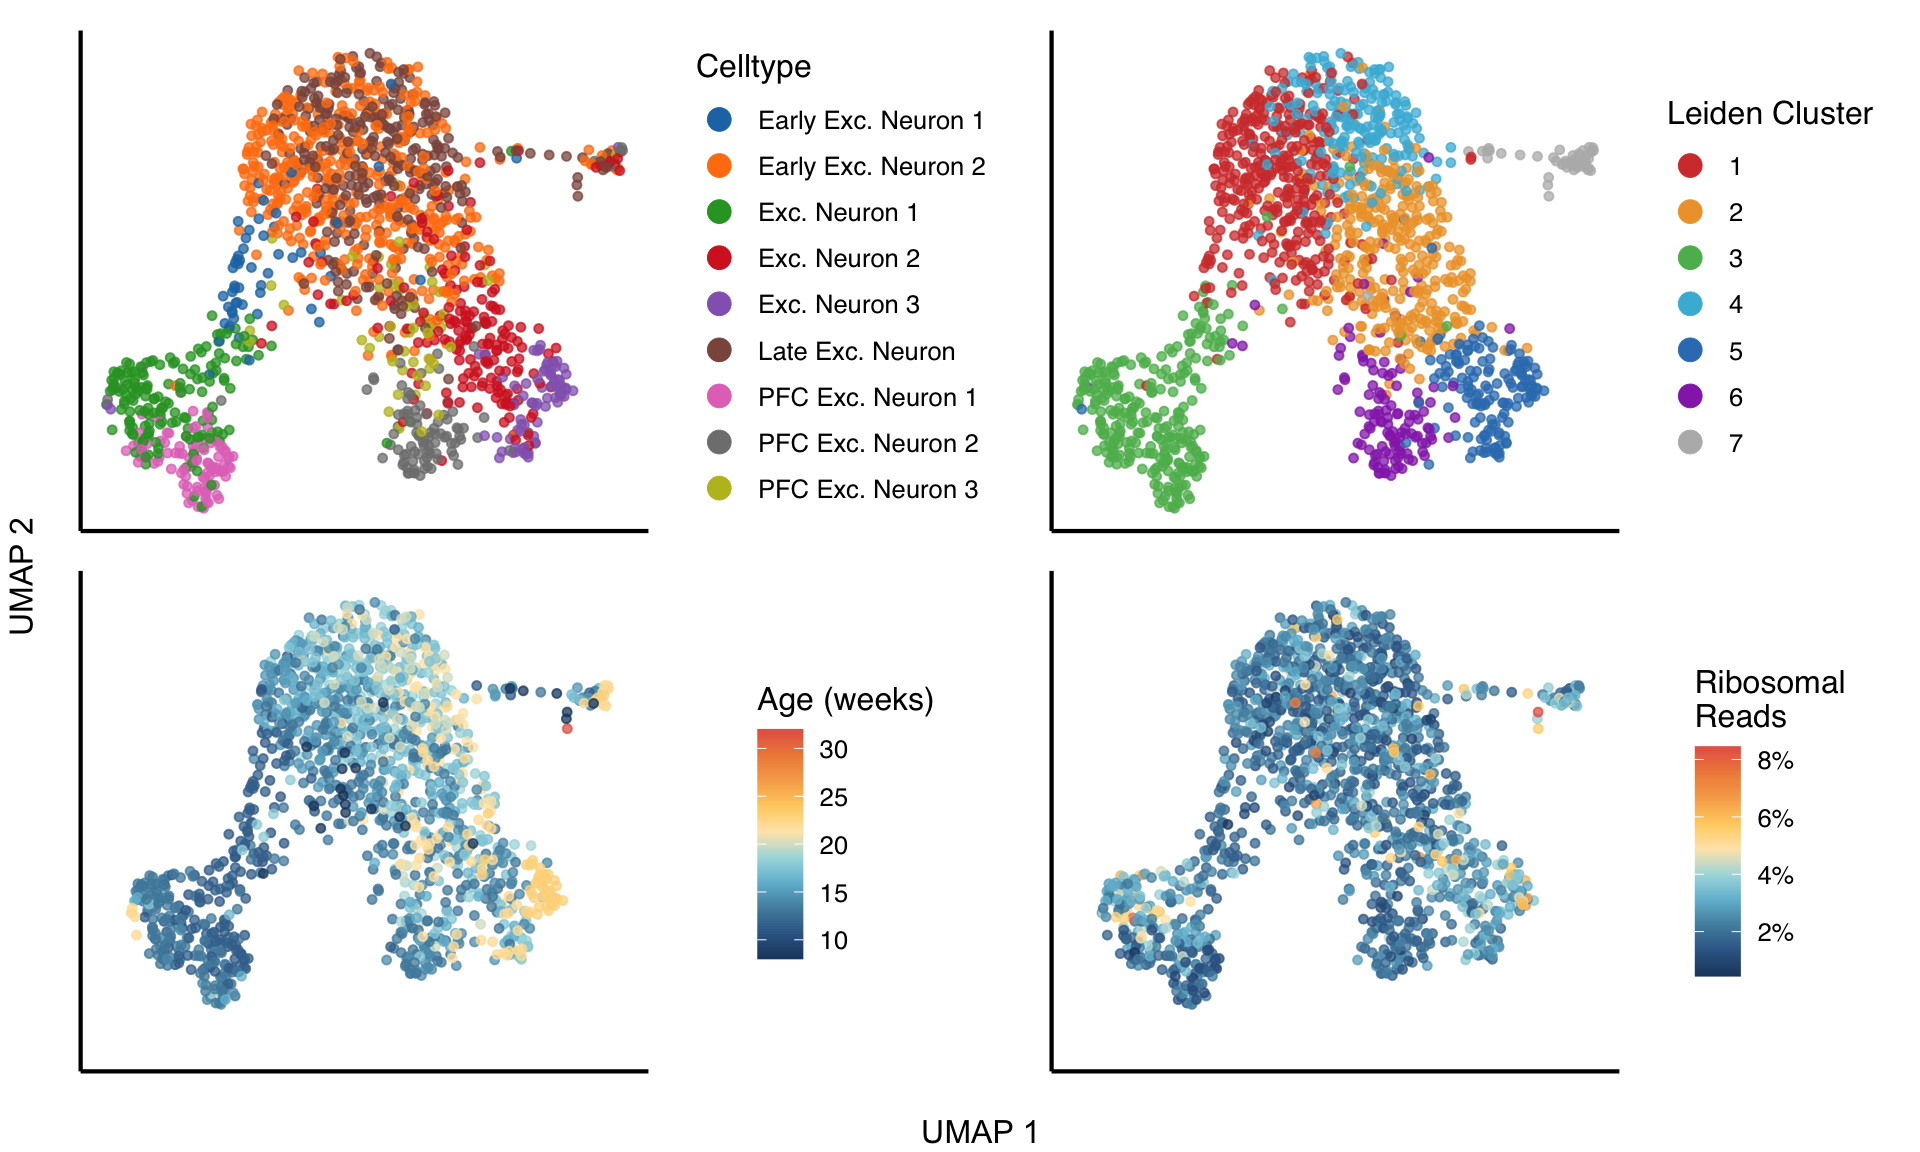 Celltype
Early Exc. Neuron 1
Early Exc. Neuron 2
Exc. Neuron 1
Exc. Neuron 2
Exc. Neuron 3
Late Exc. Neuron
PFC Exc. Neuron 1
PFC Exc. Neuron 2
PFC Exc. Neuron 3
Leiden Cluster
1
2
3
4
5
6
7
UMAP 2
Age (weeks)
30
25
20
15
10
Ribosomal
Reads
8%
6%
4%
2%
UMAP 1